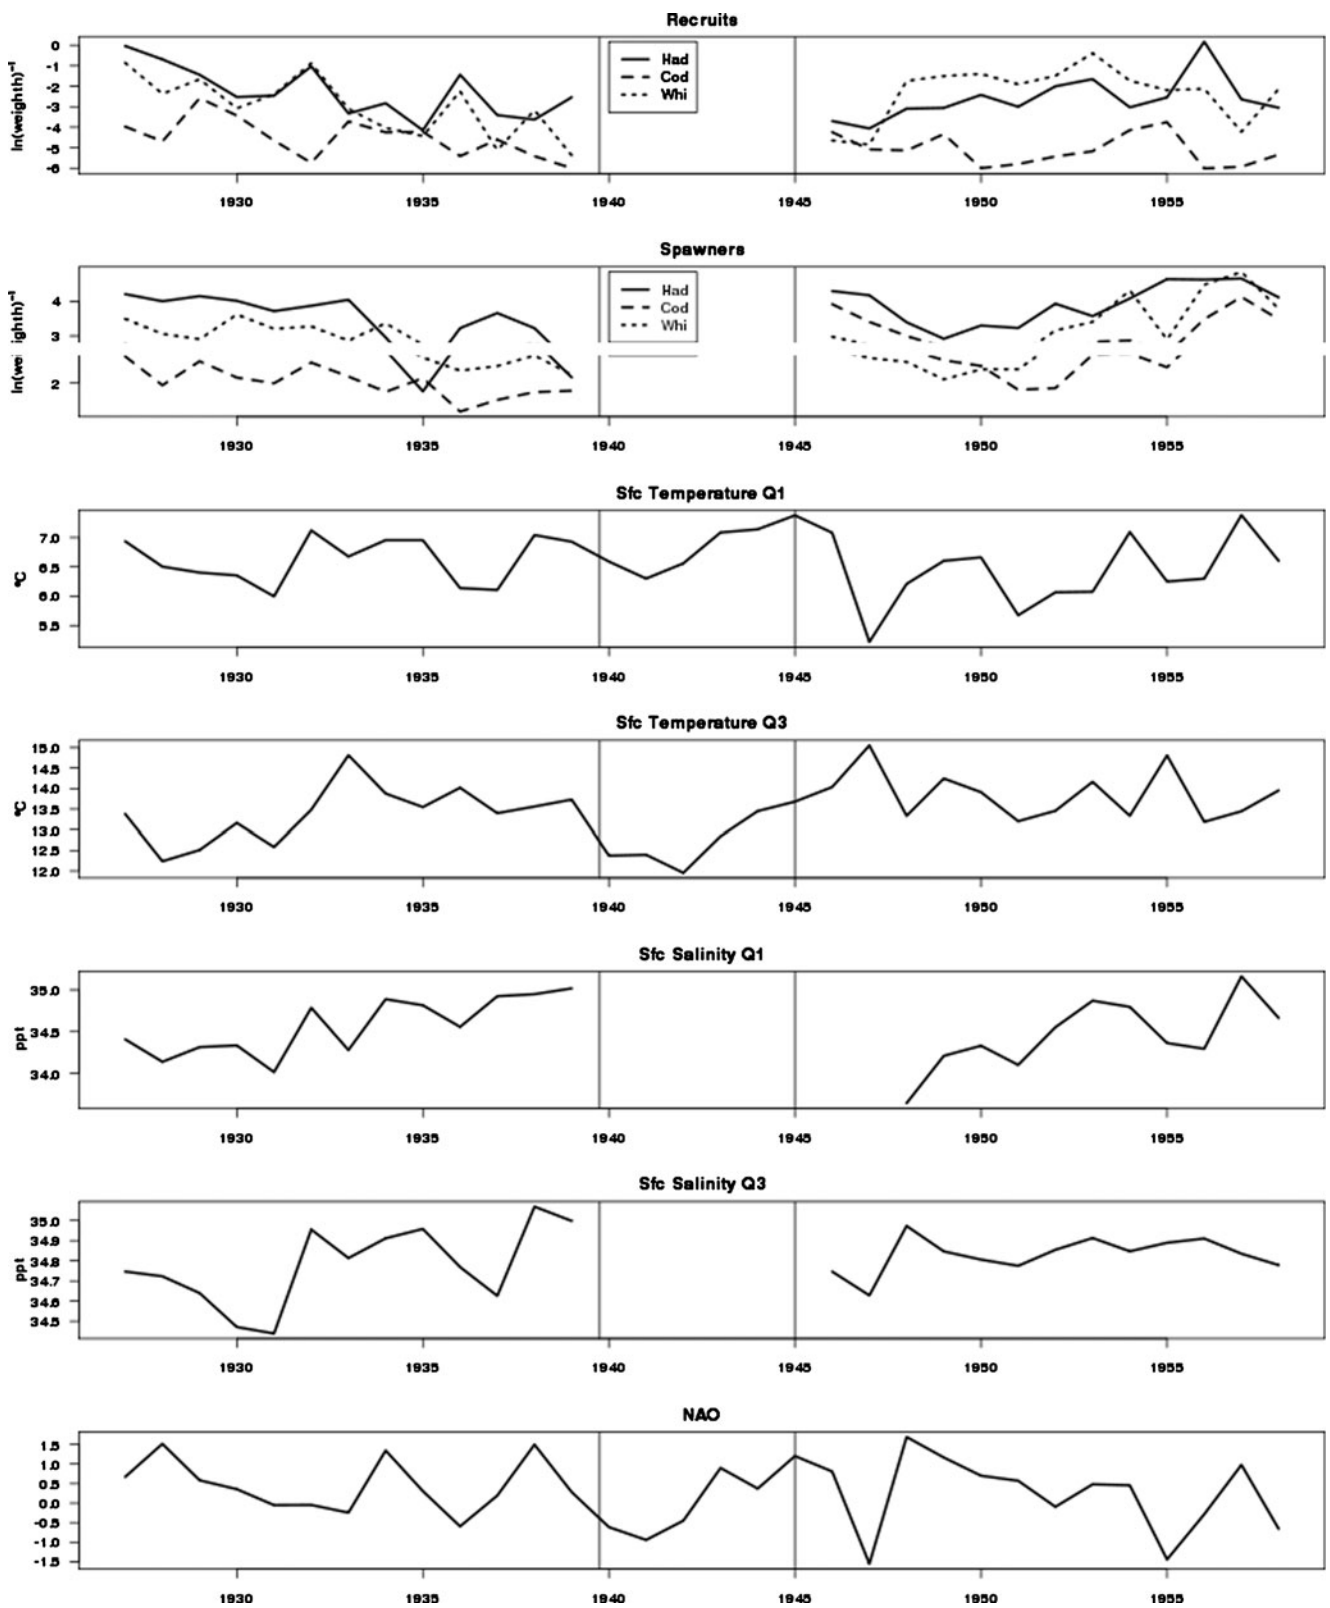 Recruits
ln(weighth)⁻¹
0
-1
-2
-3
-4
-5
-6
Had
Cod
Whi
1930 1935 1940 1945 1950 1955
Spawners
4
3
2
Had
Cod
Whi
1930 1935 1940 1945 1950 1955
Sfc Temperature Q1
°C
7.0
6.5
6.0
5.5
1930 1935 1940 1945 1950 1955
Sfc Temperature Q3
°C
15.0
14.5
14.0
13.5
13.0
12.5
12.0
1930 1935 1940 1945 1950 1955
Sfc Salinity Q1
ppt
35.0
34.5
34.0
1930 1935 1940 1945 1950 1955
Sfc Salinity Q3
ppt
35.0
34.9
34.8
34.7
34.6
34.5
1930 1935 1940 1945 1950 1955
NAO
1.5
1.0
0.5
0.0
-0.5
-1.0
-1.5
1930 1935 1940 1945 1950 1955